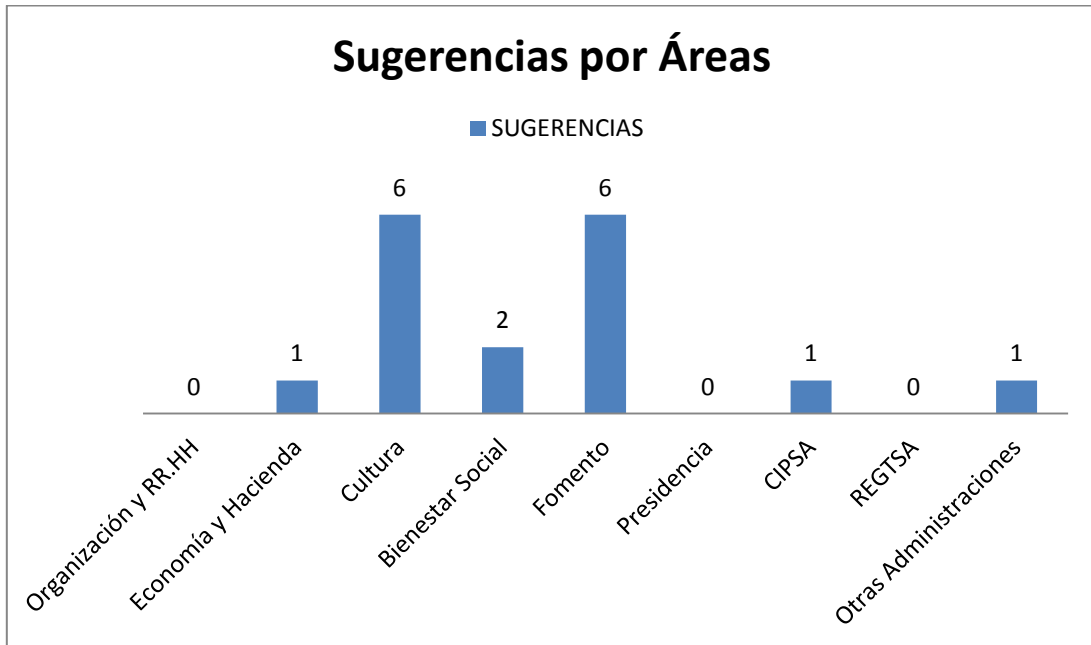 Sugerencias por Áreas
SUGERENCIAS
0
1
6
2
6
0
1
0
1
Organización y RR.HH
Economía y Hacienda
Cultura
Bienestar Social
Fomento
Presidencia
CIPSA
REGTSA
Otras Administraciones